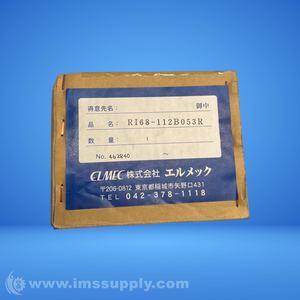 得意先名: 御中
品 名: RI68-112B053R
数 量: 1
No. 462240 ~
ELMEC 株式会社 エルメック
〒206-0812 東京都稲城市矢野口431
TEL 042-378-1118
© www.imssupply.com